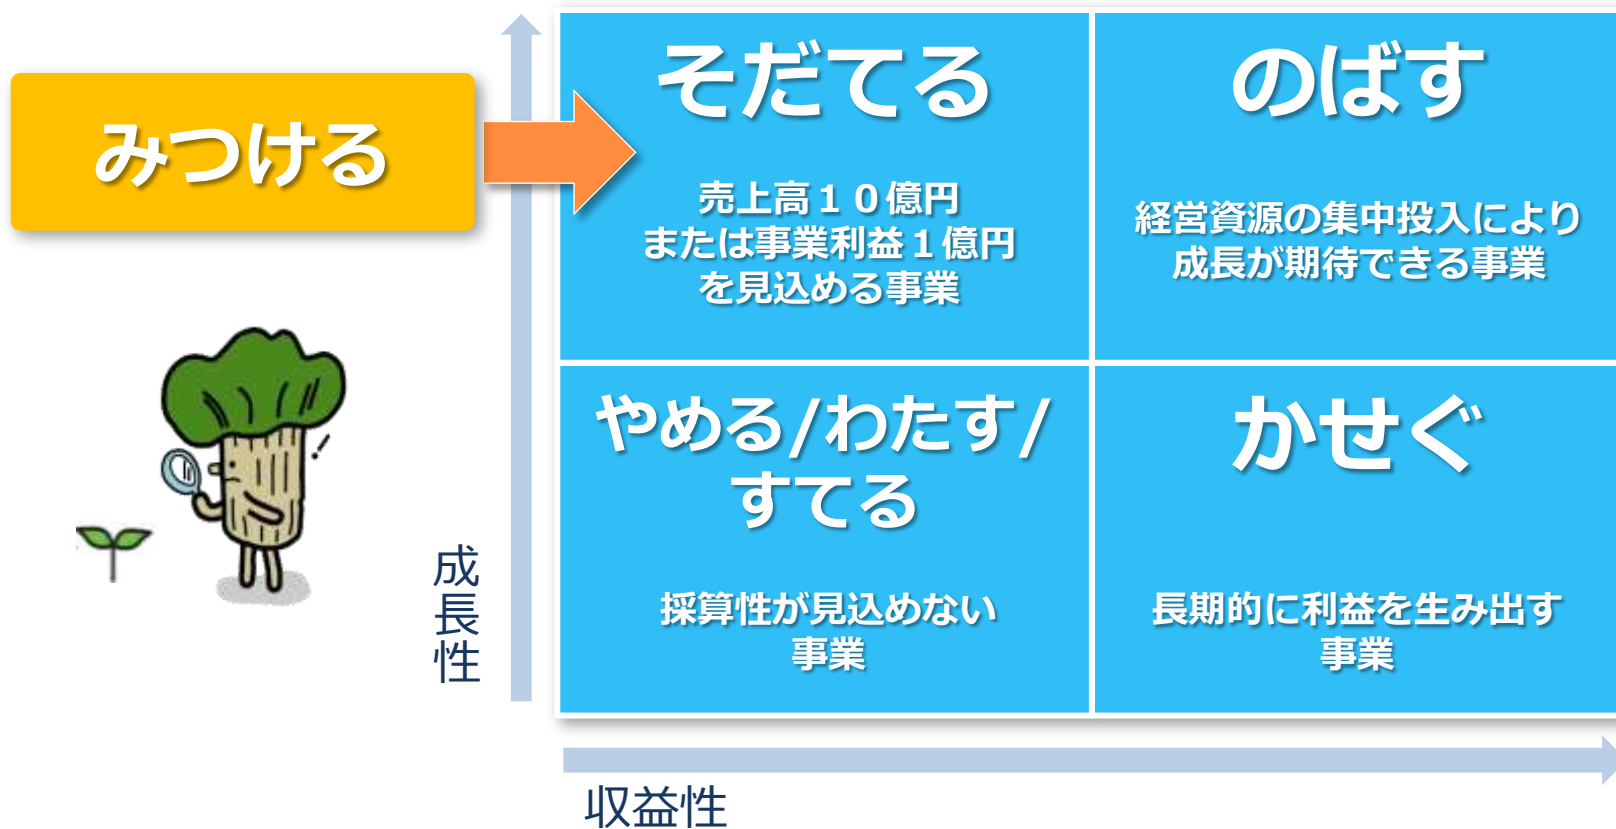 みつける
そだてる
売上高１０億円
または事業利益１億円
を見込める事業
のばす
経営資源の集中投入により
成長が期待できる事業
やめる/わたす/
すてる
採算性が見込めない
事業
かせぐ
長期的に利益を生み出す
事業
成長性
収益性